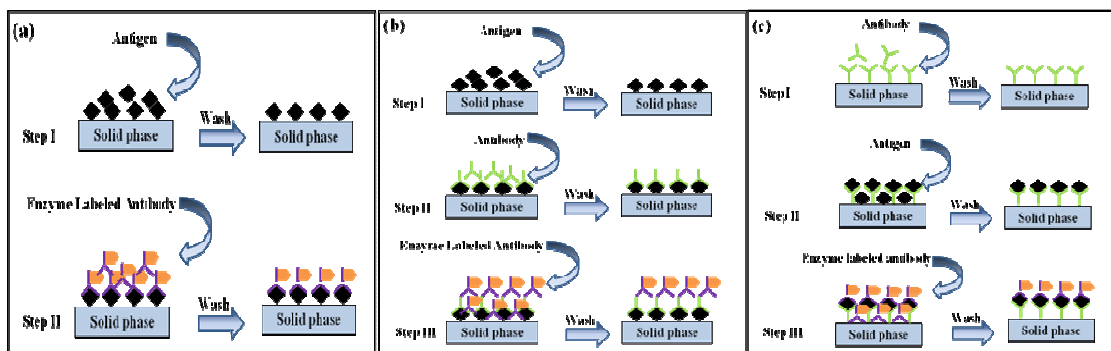 (a)
Antigen
Wash
Step I
Solid phase
Solid phase
Enzyme Labeled Antibody
Step II
Solid phase
Wash
Solid phase
(b)
Antigen
Step I
Solid phase
Wash
Solid phase
Antibody
Step II
Solid phase
Wash
Solid phase
Enzyme Labeled Antibody
Step III
Solid phase
Wash
Solid phase
(c)
Antibody
Step I
Solid phase
Wash
Solid phase
Antigen
Step II
Solid phase
Wash
Solid phase
Enzyme labeled antibody
Step III
Solid phase
Wash
Solid phase